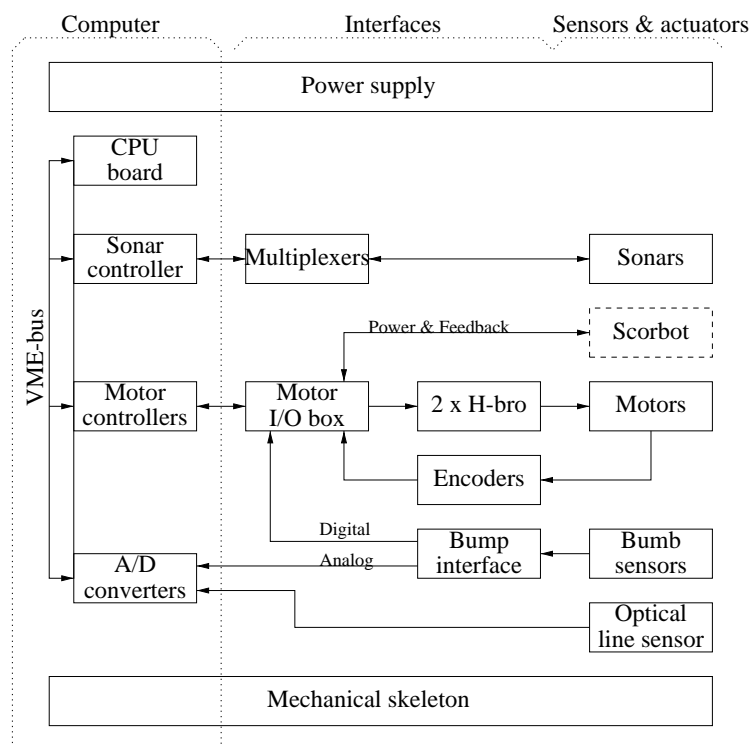 Computer
Interfaces
Sensors & actuators
Power supply
CPU
board
VME-bus
Sonar
controller
Multiplexers
Sonars
Power & Feedback
Scorbot
Motor
controllers
Motor
I/O box
2 x H-bro
Motors
Encoders
Digital
Analog
Bump
interface
Bumb
sensors
A/D
converters
Optical
line sensor
Mechanical skeleton